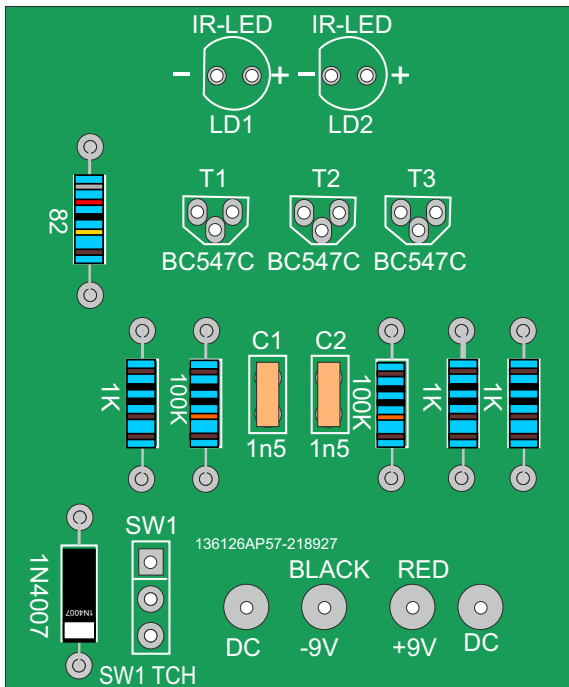 IR-LED IR-LED
- + - +
LD1 LD2
T1 T2 T3
82
BC547C BC547C BC547C
C1 C2
1K 100K 100K 1K 1K
1n5 1n5
SW1
136126AP57-218927
1N4007
1N4007
BLACK RED
DC -9V +9V DC
SW1 TCH